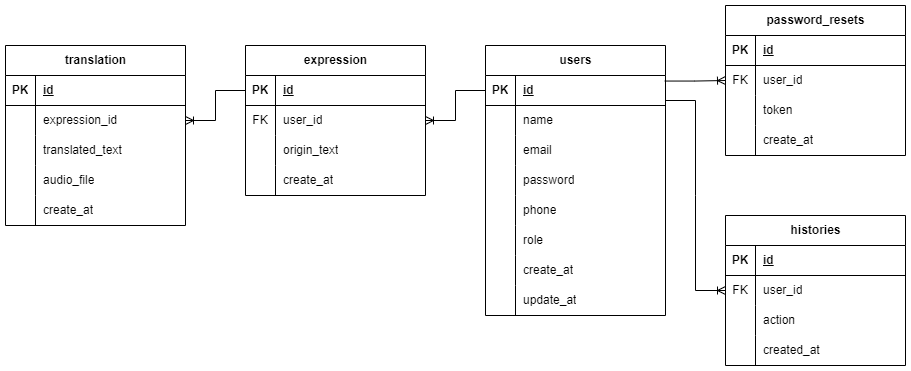 translation
PK id
expression_id
translated_text
audio_file
create_at
expression
PK id
FK user_id
origin_text
create_at
users
PK id
name
email
password
phone
role
create_at
update_at
password_resets
PK id
FK user_id
token
create_at
histories
PK id
FK user_id
action
created_at